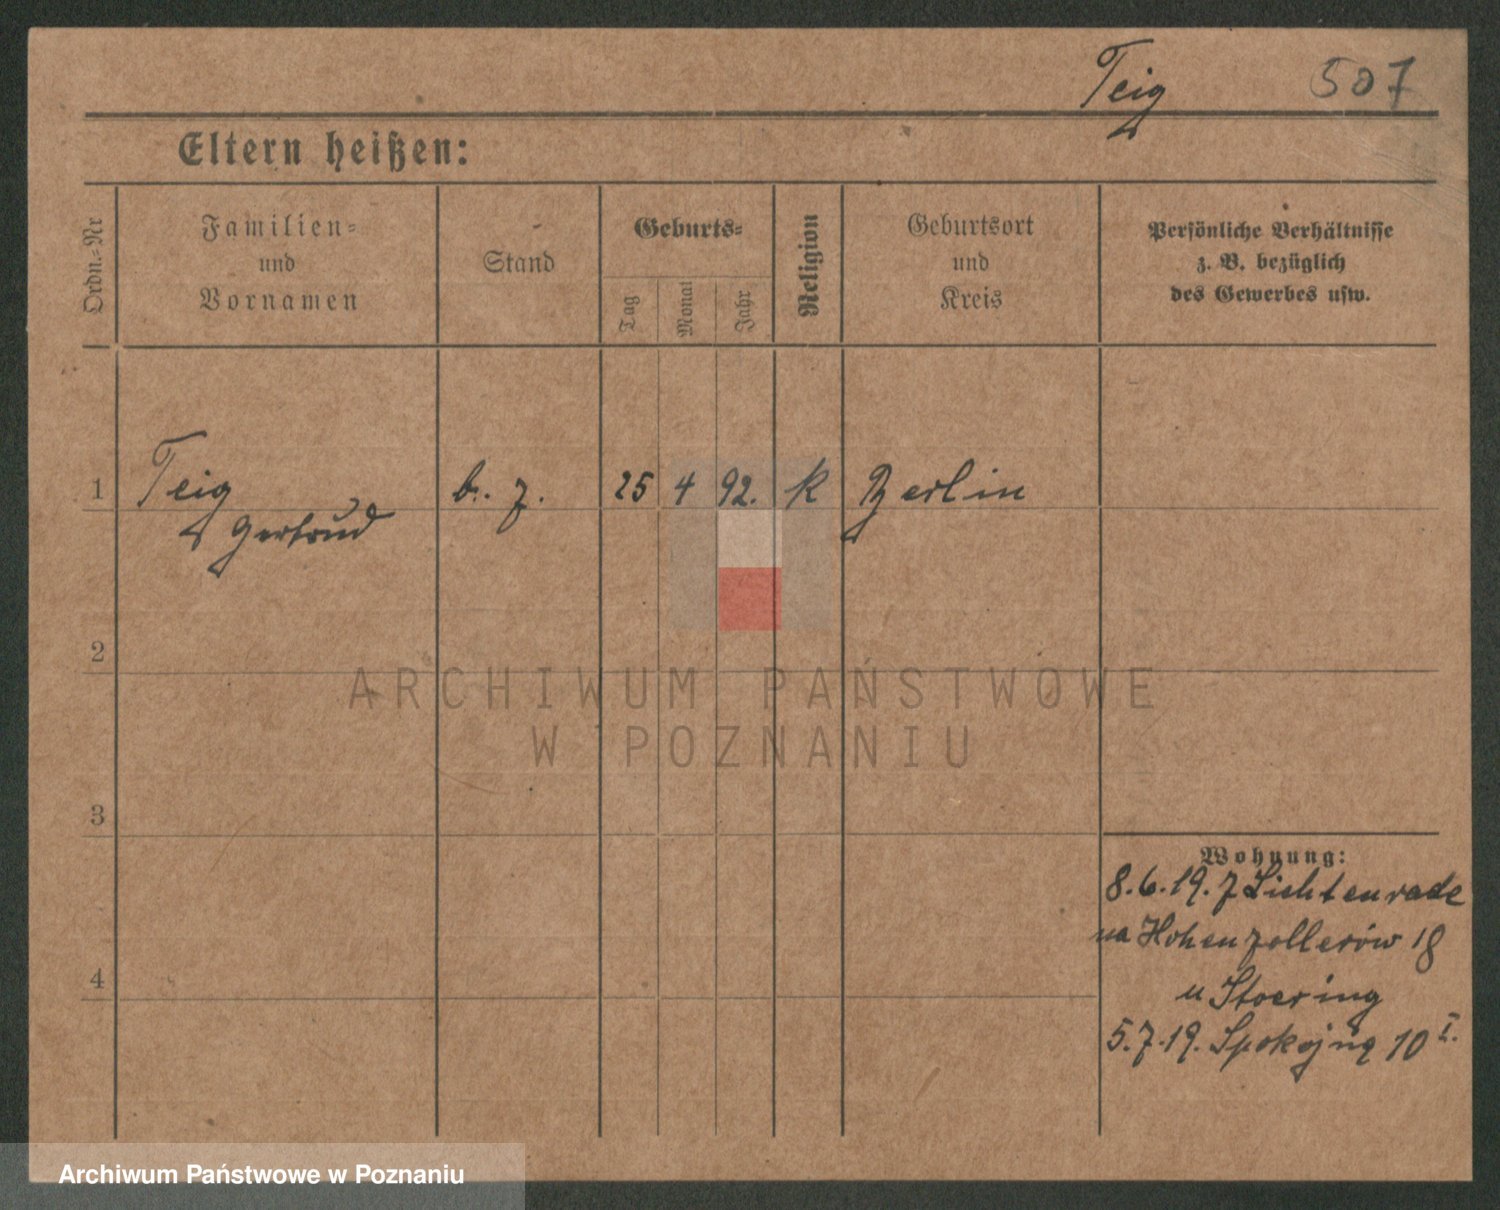 Teig 507
Eltern heißen:
Ordn.-Nr
Familien-
und
Vornamen
Stand
Geburts-
Tag
Monat
Jahr
Religion
Geburtsort
und
Kreis
Persönliche Verhältnisse
z. B. bezüglich
des Gewerbes usw.
1 Teig b. z. 25 4 92. k Berlin
Gertrud
2
ARCHIWUM PAŃSTWOWE
W POZNANIU
3
Wohnung:
8.6.19. z Lichtenrade
na Hohenzollerów 18
4
u Stoering
5.7.19. Spokojną 10 I.
Archiwum Państwowe w Poznaniu